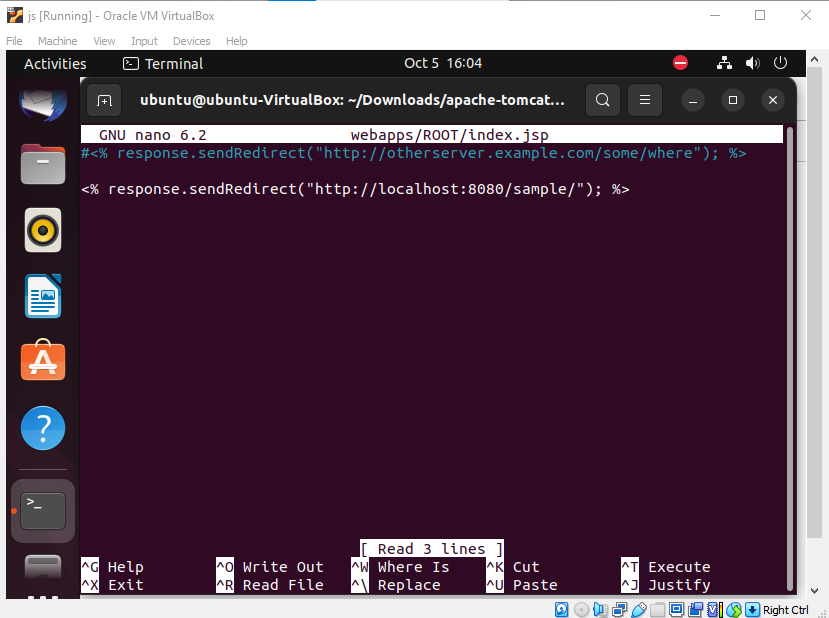 js [Running] - Oracle VM VirtualBox
File Machine View Input Devices Help
Activities Terminal Oct 5 16:04
ubuntu@ubuntu-VirtualBox: ~/Downloads/apache-tomcat...
GNU nano 6.2 webapps/ROOT/index.jsp
#<% response.sendRedirect("http://otherserver.example.com/some/where"); %>
<% response.sendRedirect("http://localhost:8080/sample/"); %>
[ Read 3 lines ]
^G Help ^O Write Out ^W Where Is ^K Cut ^T Execute
^X Exit ^R Read File ^\ Replace ^U Paste ^J Justify
Right Ctrl